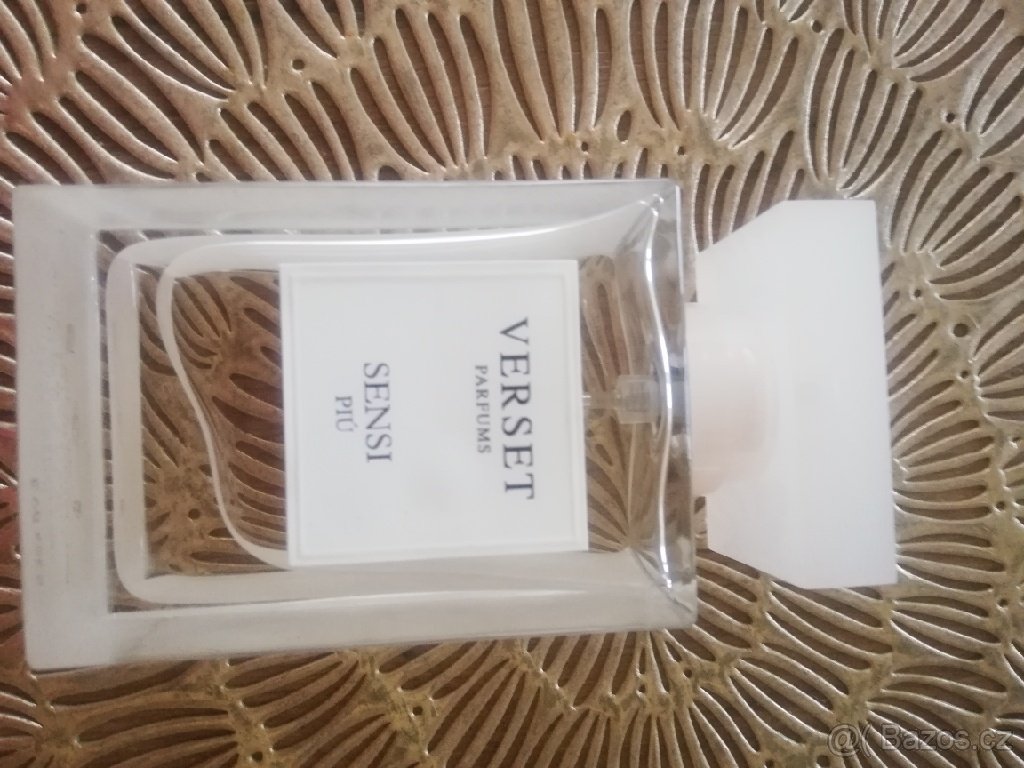 VERSET
PARFUMS
SENSI
PIÚ
@ Bazos.cz